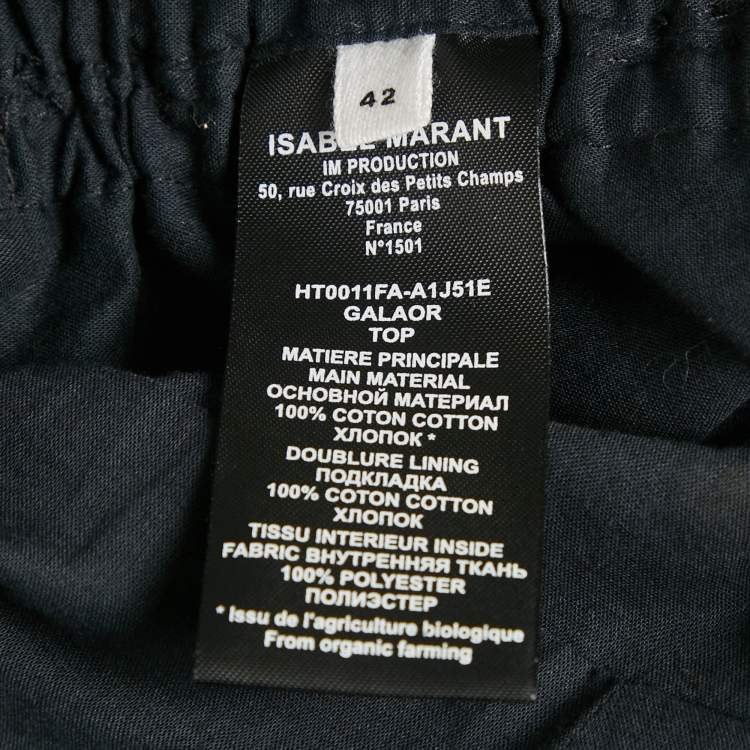 42
ISABEL MARANT
IM PRODUCTION
50, rue Croix des Petits Champs
75001 Paris
France
N°1501
HT0011FA-A1J51E
GALAOR
TOP
MATIERE PRINCIPALE
MAIN MATERIAL
ОСНОВНОЙ МАТЕРИАЛ
100% COTON COTTON
ХЛОПОК *
DOUBLURE LINING
ПОДКЛАДКА
100% COTON COTTON
ХЛОПОК
TISSU INTERIEUR INSIDE
FABRIC ВНУТРЕННЯЯ ТКАНЬ
100% POLYESTER
ПОЛИЭСТЕР
* Issu de l'agriculture biologique
From organic farming